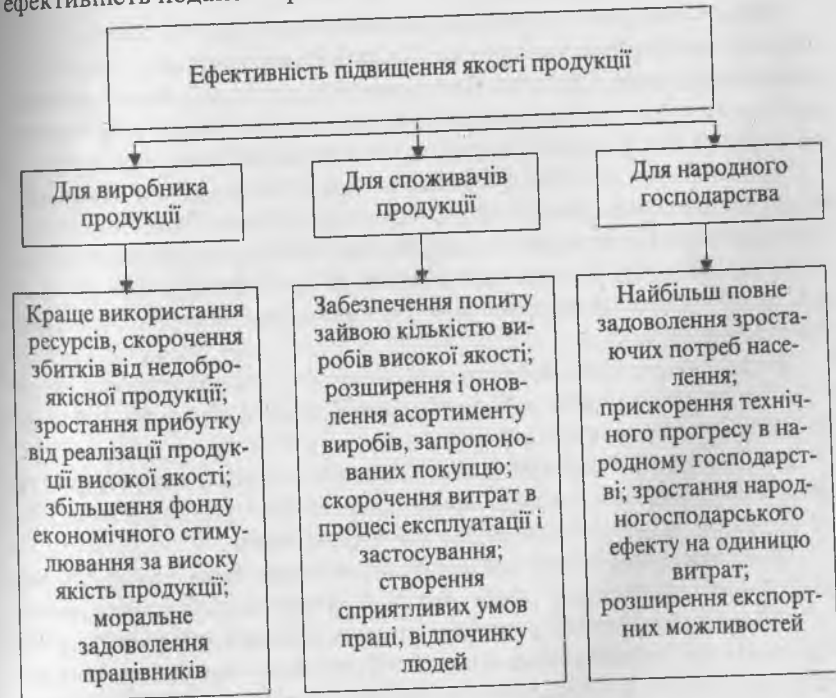 ефективність
Ефективність підвищення якості продукції
Для виробника
продукції
Для споживачів
продукції
Для народного
господарства
Краще використання
ресурсів, скорочення
збитків від недобро-
якісної продукції;
зростання прибутку
від реалізації продук-
ції високої якості;
збільшення фонду
економічного стиму-
лювання за високу
якість продукції;
моральне
задоволення
працівників
Забезпечення попиту
зайвою кількістю ви-
робів високої якості;
розширення і онов-
лення асортименту
виробів, запропоно-
ваних покупцю;
скорочення витрат в
процесі експлуатації і
застосування;
створення
сприятливих умов
праці, відпочинку
людей
Найбільш повне
задоволення зроста-
ючих потреб насе-
лення;
прискорення техніч-
ного прогресу в на-
родному господарст-
ві; зростання народ-
ногосподарського
ефекту на одиницю
витрат;
розширення експорт-
них можливостей